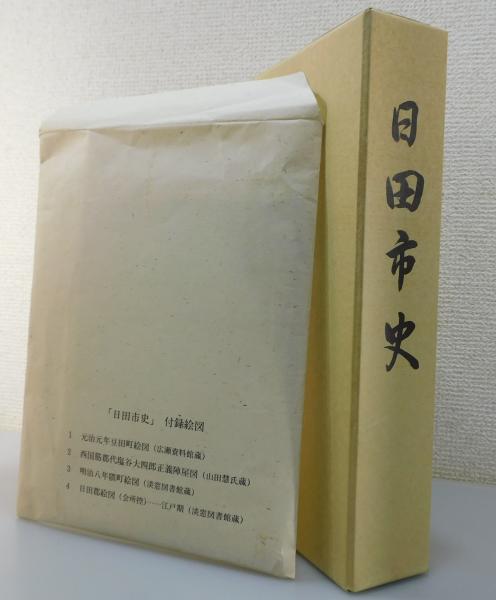 日田市史
「日田市史」 付録絵図
1 元治元年豆田町絵図(広瀬資料館蔵)
2 西国筋郡代塩谷大四郎正義陣屋図(山田慧氏蔵)
3 明治八年隈町絵図(淡窓図書館蔵)
4 日田郡絵図(会所控)……江戸期(淡窓図書館蔵)